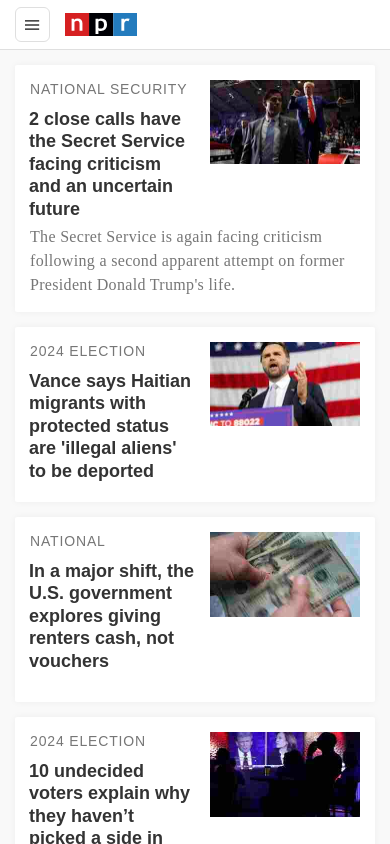 npr
NATIONAL SECURITY
2 close calls have
the Secret Service
facing criticism
and an uncertain
future
The Secret Service is again facing criticism
following a second apparent attempt on former
President Donald Trump's life.
2024 ELECTION
Vance says Haitian
migrants with
protected status
are 'illegal aliens'
to be deported
TO 88022
NATIONAL
In a major shift, the
U.S. government
explores giving
renters cash, not
vouchers
2024 ELECTION
10 undecided
voters explain why
they haven’t
picked a side in